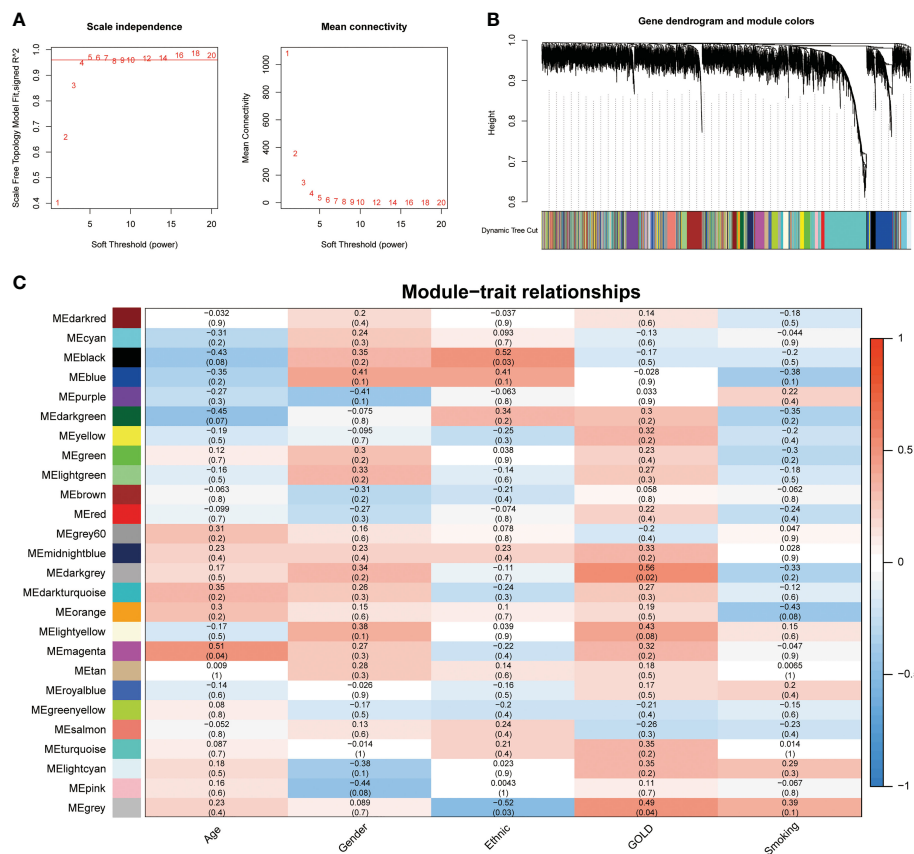 A
Scale independence
Scale Free Topology Model Fit,signed R^2
1.0
0.9
0.8
0.7
0.6
0.5
0.4
1 2 3 4 5 6 7 8 9 10 12 14 16 18 20
5 10 15 20
Soft Threshold (power)
Mean connectivity
Mean Connectivity
1000
800
600
400
200
0
1 2 3 4 5 6 7 8 9 10 12 14 16 18 20
5 10 15 20
Soft Threshold (power)
B
Gene dendrogram and module colors
Height
1.0
0.9
0.8
0.7
0.6
Dynamic Tree Cut
C
Module−trait relationships
MEdarkred −0.032 0.2 −0.037 0.14 −0.18
(0.9) (0.4) (0.9) (0.6) (0.5)
MEcyan −0.31 0.24 0.093 −0.13 −0.044
(0.2) (0.3) (0.7) (0.6) (0.9)
MEblack −0.43 0.35 0.52 −0.17 −0.2
(0.08) (0.2) (0.03) (0.5) (0.5)
MEblue −0.35 0.41 0.41 −0.028 −0.38
(0.2) (0.1) (0.1) (0.9) (0.1)
MEpurple −0.27 −0.41 −0.063 0.033 0.22
(0.3) (0.1) (0.8) (0.9) (0.4)
MEdarkgreen −0.45 −0.075 0.34 0.3 −0.35
(0.07) (0.8) (0.2) (0.2) (0.2)
MEyellow −0.19 −0.095 −0.25 0.32 −0.2
(0.5) (0.7) (0.3) (0.2) (0.4)
MEgreen 0.12 0.3 0.038 0.23 −0.3
(0.7) (0.2) (0.9) (0.4) (0.2)
MElightgreen −0.16 0.33 −0.14 0.27 −0.18
(0.5) (0.2) (0.6) (0.3) (0.5)
MEbrown −0.063 −0.31 −0.21 0.058 −0.062
(0.8) (0.2) (0.4) (0.8) (0.8)
MEred −0.099 −0.27 −0.074 0.22 −0.24
(0.7) (0.3) (0.8) (0.4) (0.4)
MEgrey60 0.31 0.16 0.078 −0.2 0.047
(0.2) (0.6) (0.8) (0.4) (0.9)
MEmidnightblue 0.23 0.23 0.23 0.33 0.028
(0.4) (0.4) (0.4) (0.2) (0.9)
MEdarkgrey 0.17 0.34 −0.11 0.56 −0.33
(0.5) (0.2) (0.7) (0.02) (0.2)
MEdarkturquoise 0.35 0.26 −0.24 0.27 −0.12
(0.2) (0.3) (0.3) (0.3) (0.6)
MEorange 0.3 0.15 0.1 0.19 −0.43
(0.2) (0.6) (0.7) (0.5) (0.08)
MElightyellow −0.17 0.38 0.039 0.43 0.15
(0.5) (0.1) (0.9) (0.08) (0.6)
MEmagenta 0.51 0.27 −0.22 0.32 −0.047
(0.04) (0.3) (0.4) (0.2) (0.9)
MEtan 0.009 0.28 0.14 0.18 0.0065
(1) (0.3) (0.6) (0.5) (1)
MEroyalblue −0.14 −0.026 −0.16 0.17 0.2
(0.6) (0.9) (0.5) (0.5) (0.4)
MEgreenyellow 0.08 −0.17 −0.2 −0.21 −0.15
(0.8) (0.5) (0.4) (0.4) (0.6)
MEsalmon −0.052 0.13 0.24 −0.26 −0.23
(0.8) (0.6) (0.4) (0.3) (0.4)
MEturquoise 0.087 −0.014 0.21 0.35 0.014
(0.7) (1) (0.4) (0.2) (1)
MElightcyan 0.18 −0.38 0.023 0.35 0.29
(0.5) (0.1) (0.9) (0.2) (0.3)
MEpink 0.16 −0.44 0.0043 0.11 −0.067
(0.6) (0.08) (1) (0.7) (0.8)
MEgrey 0.23 0.089 −0.52 0.49 0.39
(0.4) (0.7) (0.03) (0.04) (0.1)
Age Gender Ethnic GOLD Smoking
1
0.5
0
−0.5
−1